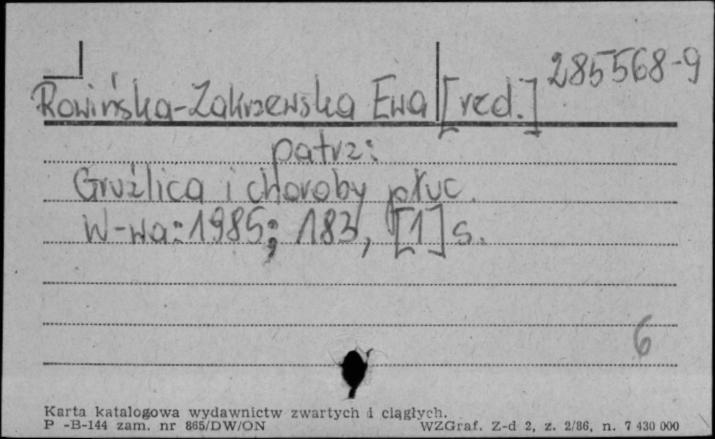 285568-9
Rowińska-Zakrzewska Ewa [red.]
patrz:
Gruźlica i choroby płuc.
W-wa: 1985; 183, [1] s.
6
Karta katalogowa wydawnictw zwartych i ciągłych.
P -B-144 zam. nr 865/DW/ON WZGraf. Z-d 2, z. 2/86, n. 7 430 000